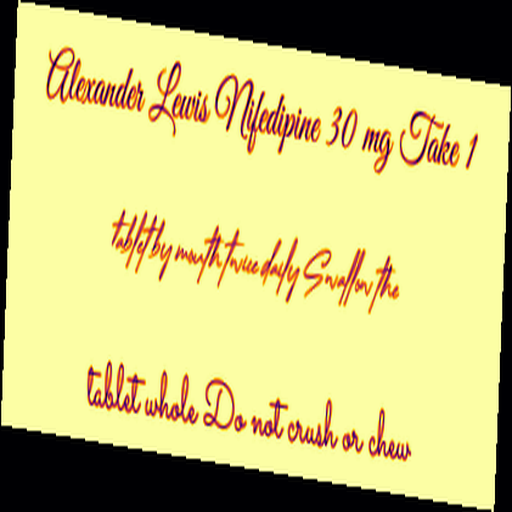 Alexander Lewis Nifedipine 30 mg Take 1
tablet by mouth twice daily Swallow the
tablet whole Do not crush or chew